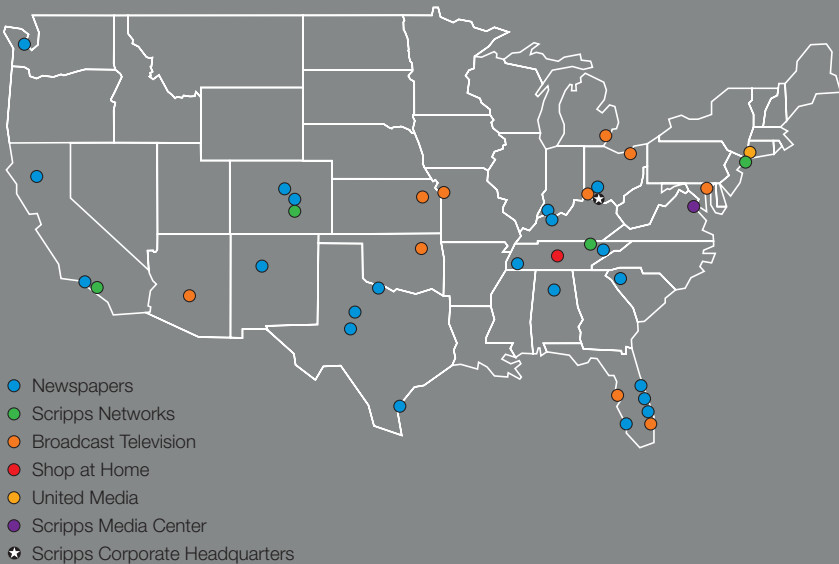 Newspapers
Scripps Networks
Broadcast Television
Shop at Home
United Media
Scripps Media Center
Scripps Corporate Headquarters